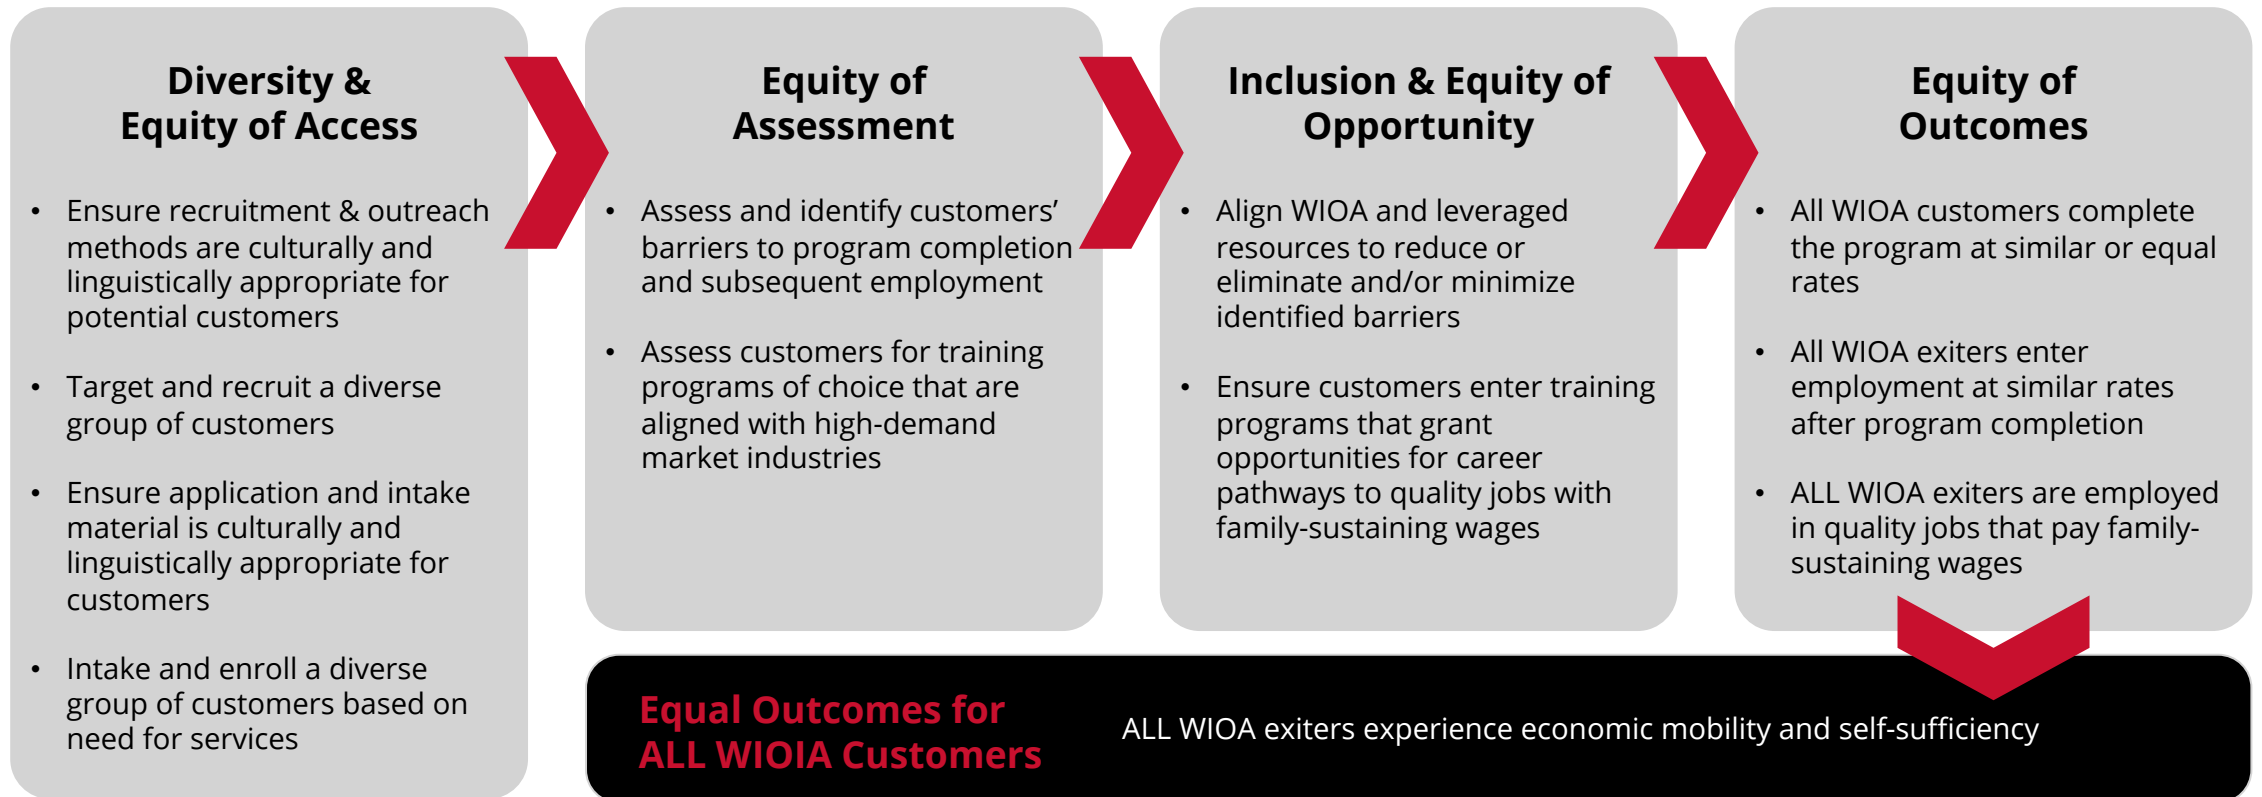 Diversity &
Equity of Access
• Ensure recruitment & outreach
methods are culturally and
linguistically appropriate for
potential customers
• Target and recruit a diverse
group of customers
• Ensure application and intake
material is culturally and
linguistically appropriate for
customers
• Intake and enroll a diverse
group of customers based on
need for services
Equity of
Assessment
• Assess and identify customers’
barriers to program completion
and subsequent employment
• Assess customers for training
programs of choice that are
aligned with high-demand
market industries
Inclusion & Equity of
Opportunity
• Align WIOA and leveraged
resources to reduce or
eliminate and/or minimize
identified barriers
• Ensure customers enter training
programs that grant
opportunities for career
pathways to quality jobs with
family-sustaining wages
Equity of
Outcomes
• All WIOA customers complete
the program at similar or equal
rates
• All WIOA exiters enter
employment at similar rates
after program completion
• ALL WIOA exiters are employed
in quality jobs that pay family-
sustaining wages
Equal Outcomes for
ALL WIOIA Customers
ALL WIOA exiters experience economic mobility and self-sufficiency